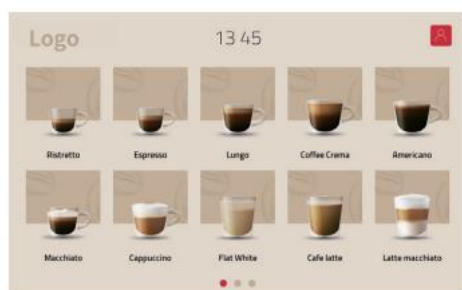 Logo
13 45
Ristretto Espresso Lungo Coffee Crema Americano
Macchiato Cappuccino Flat White Cafe latte Latte macchiato